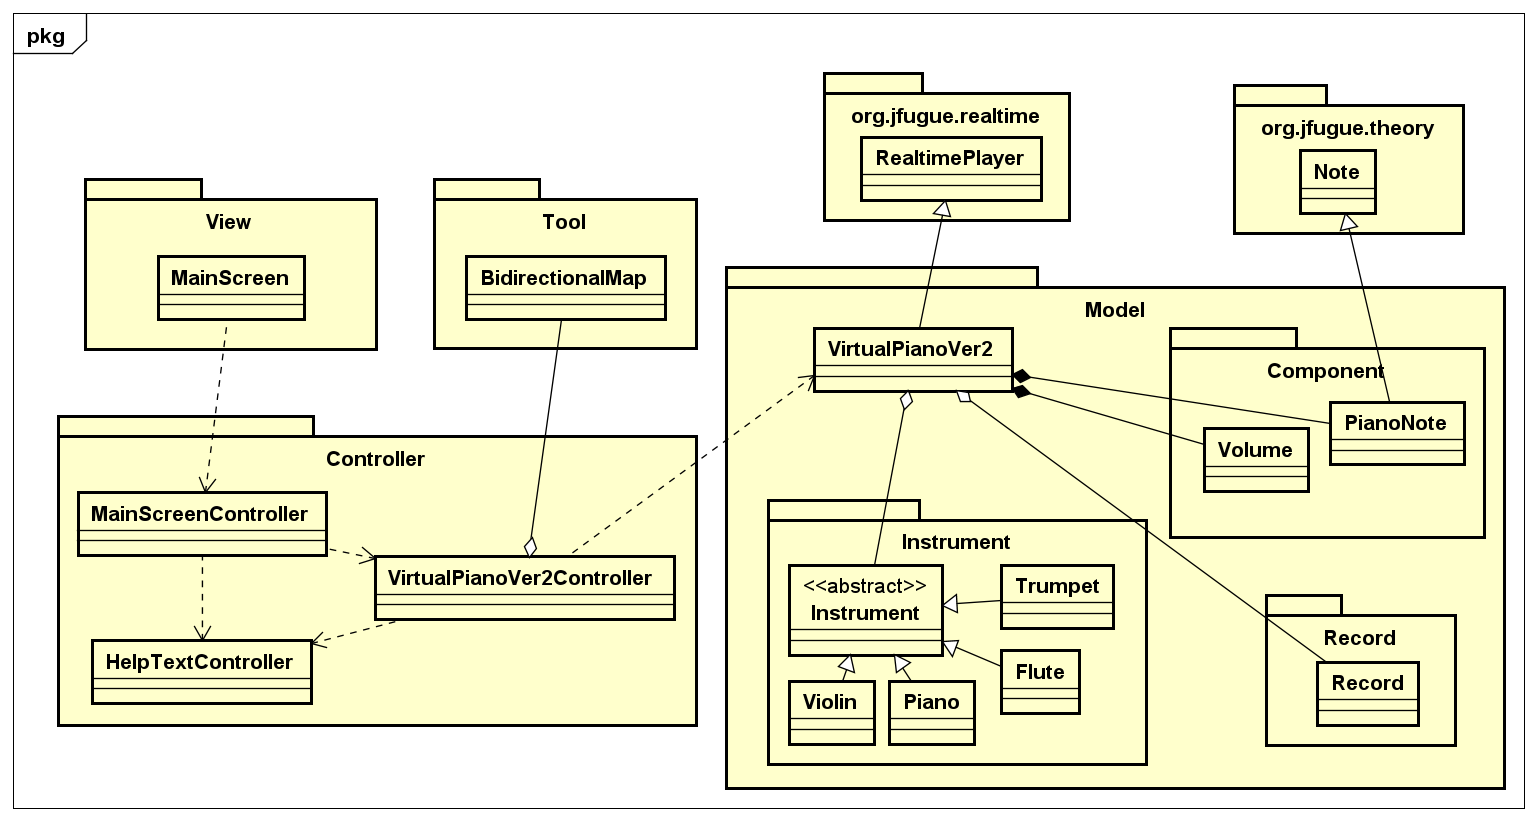 pkg
org.jfugue.realtime
RealtimePlayer
org.jfugue.theory
Note
View
MainScreen
Tool
BidirectionalMap
Model
VirtualPianoVer2
Component
PianoNote
Volume
Controller
MainScreenController
VirtualPianoVer2Controller
HelpTextController
Instrument
<<abstract>>
Instrument
Trumpet
Flute
Violin
Piano
Record
Record